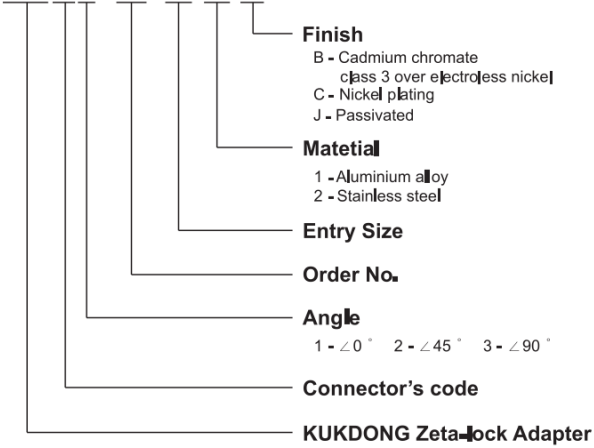 Finish
B - Cadmium chromate
class 3 over electroless nickel
C - Nickel plating
J - Passivated
Matetial
1 - Aluminium alloy
2 - Stainless steel
Entry Size
Order No.
Angle
1 - ∠0° 2 - ∠45° 3 - ∠90°
Connector's code
KUKDONG Zeta-lock Adapter